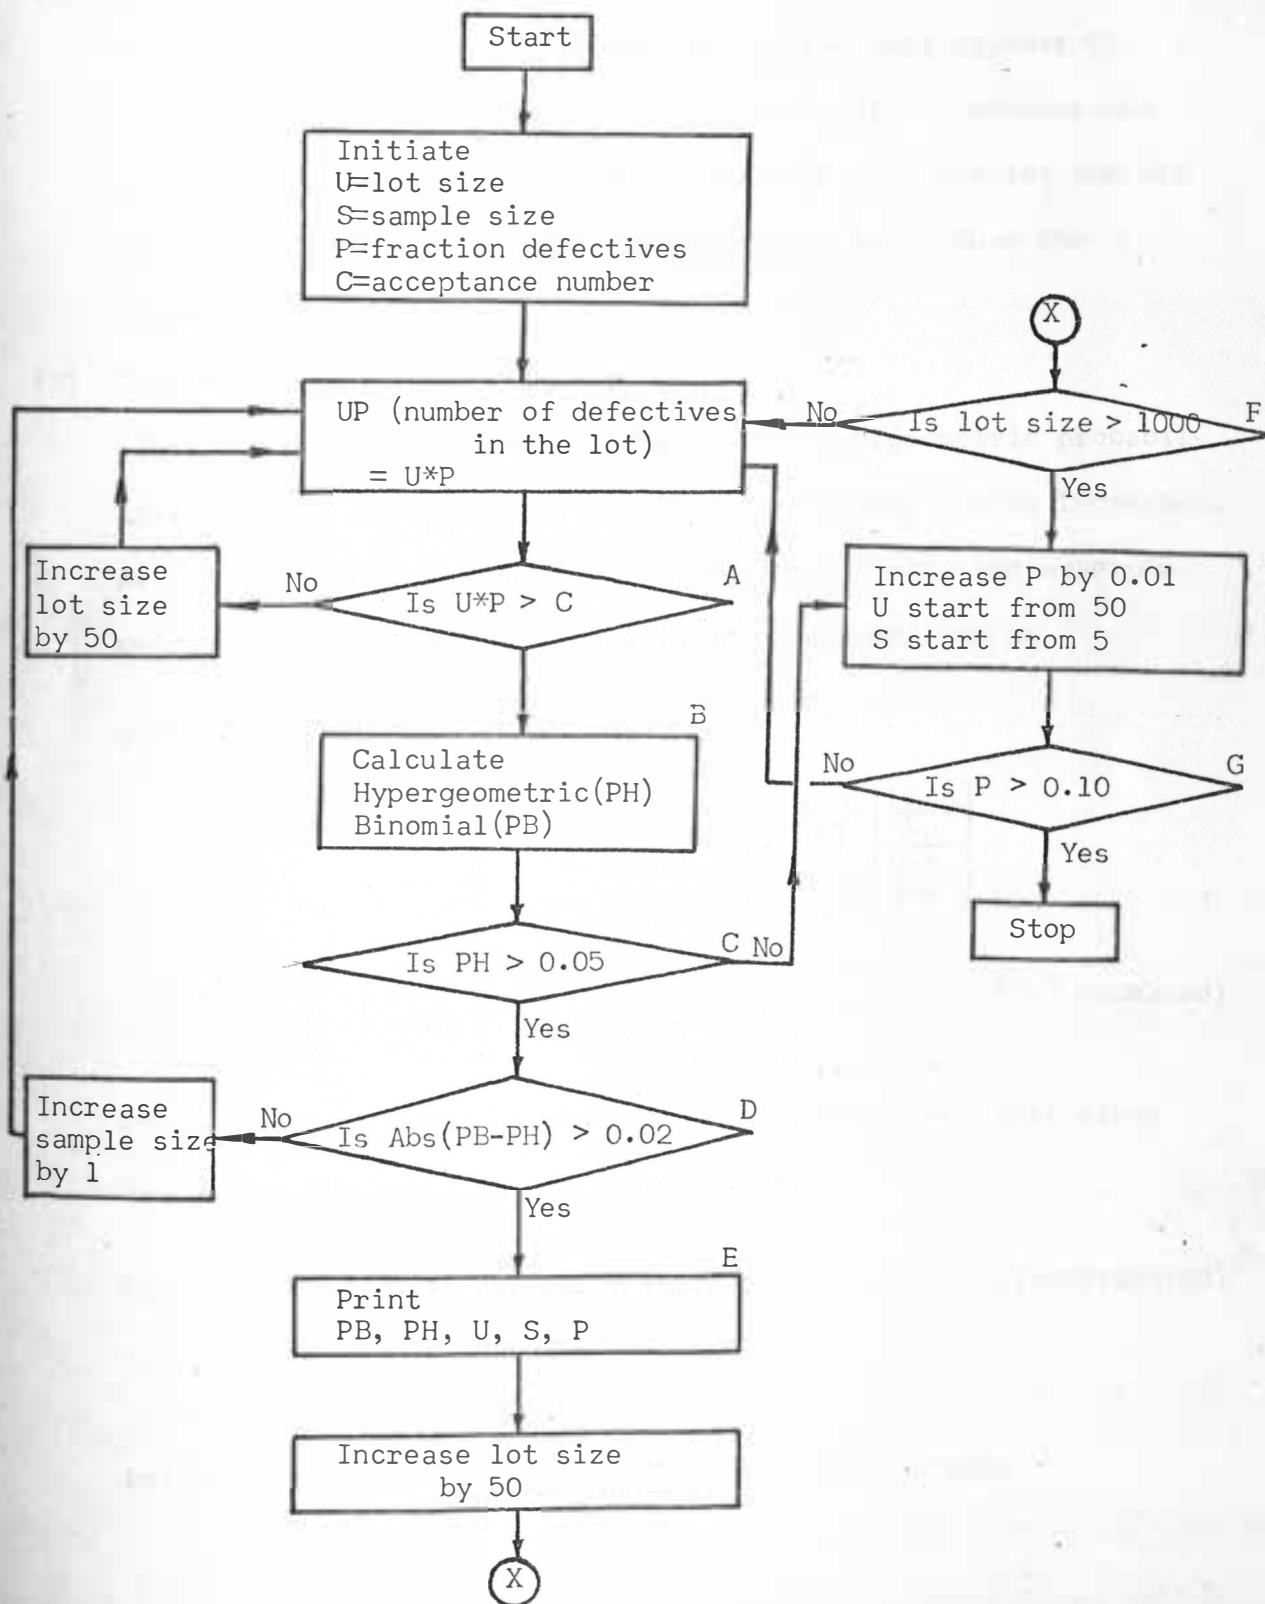 Start
Initiate
U=lot size
S=sample size
P=fraction defectives
C=acceptance number
X
UP (number of defectives
in the lot)
= U*P
No
Is lot size > 1000
F
Yes
Increase
lot size
by 50
No
Is U*P > C
A
Increase P by 0.01
U start from 50
S start from 5
B
Calculate
Hypergeometric(PH)
Binomial(PB)
No
Is P > 0.10
G
Yes
Stop
Is PH > 0.05
C
No
Yes
Increase
sample size
by 1
No
Is Abs(PB-PH) > 0.02
D
Yes
E
Print
PB, PH, U, S, P
Increase lot size
by 50
X